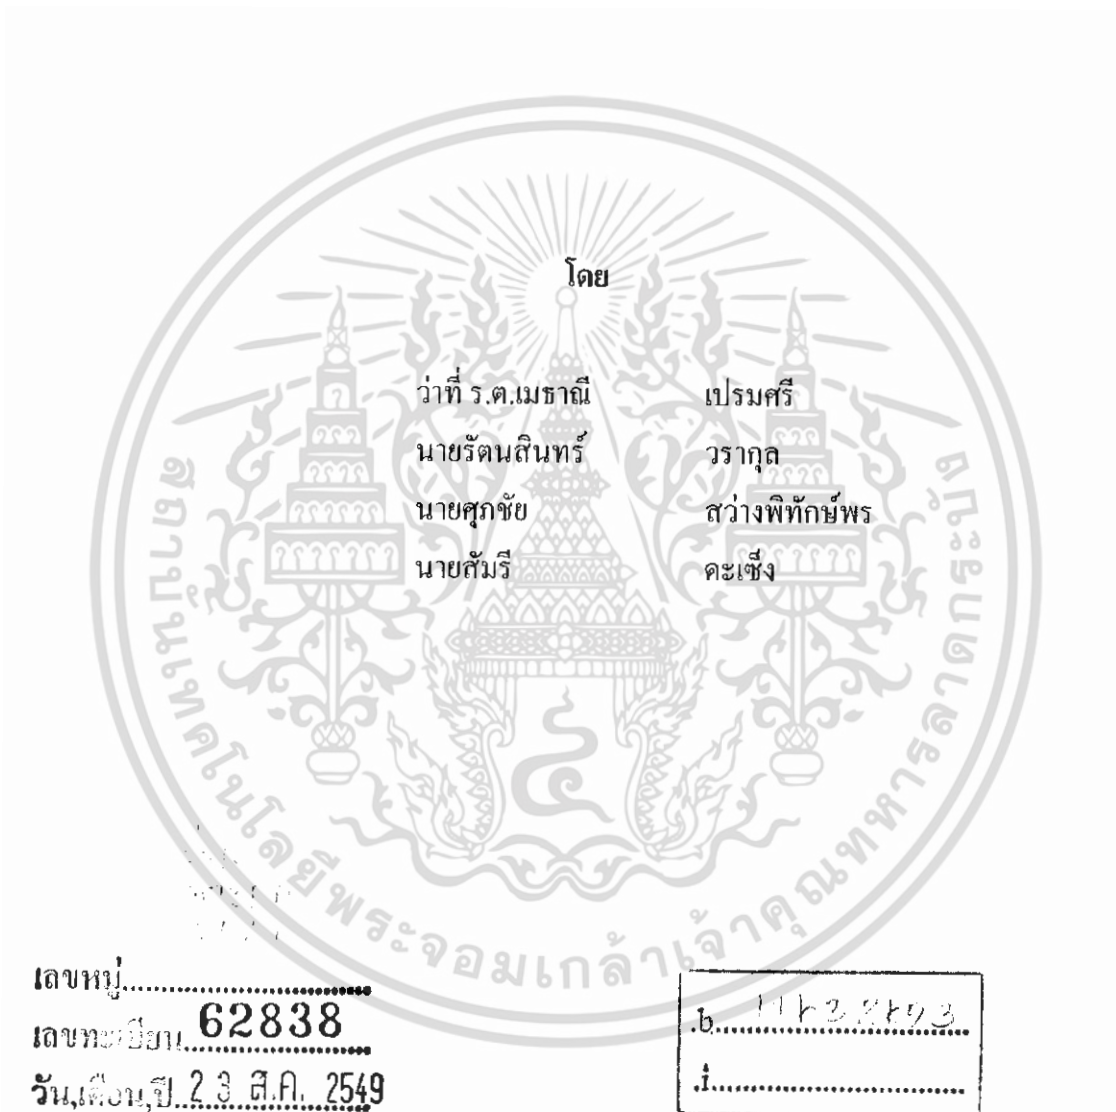 โดย
ว่าที่ ร.ต.เมธาณี เปรมศรี
นายรัตนสินทร์ วรากุล
นายศุภชัย สว่างพิทักษ์พร
นายสัมรี คะเซ็ง
สถาบันเทคโนโลยีพระจอมเกล้าเจ้าคุณทหารลาดกระบัง
เลขหมู่
เลขทะเบียน 62838
วัน,เดือน,ปี 23 ส.ค. 2549
.b
.i